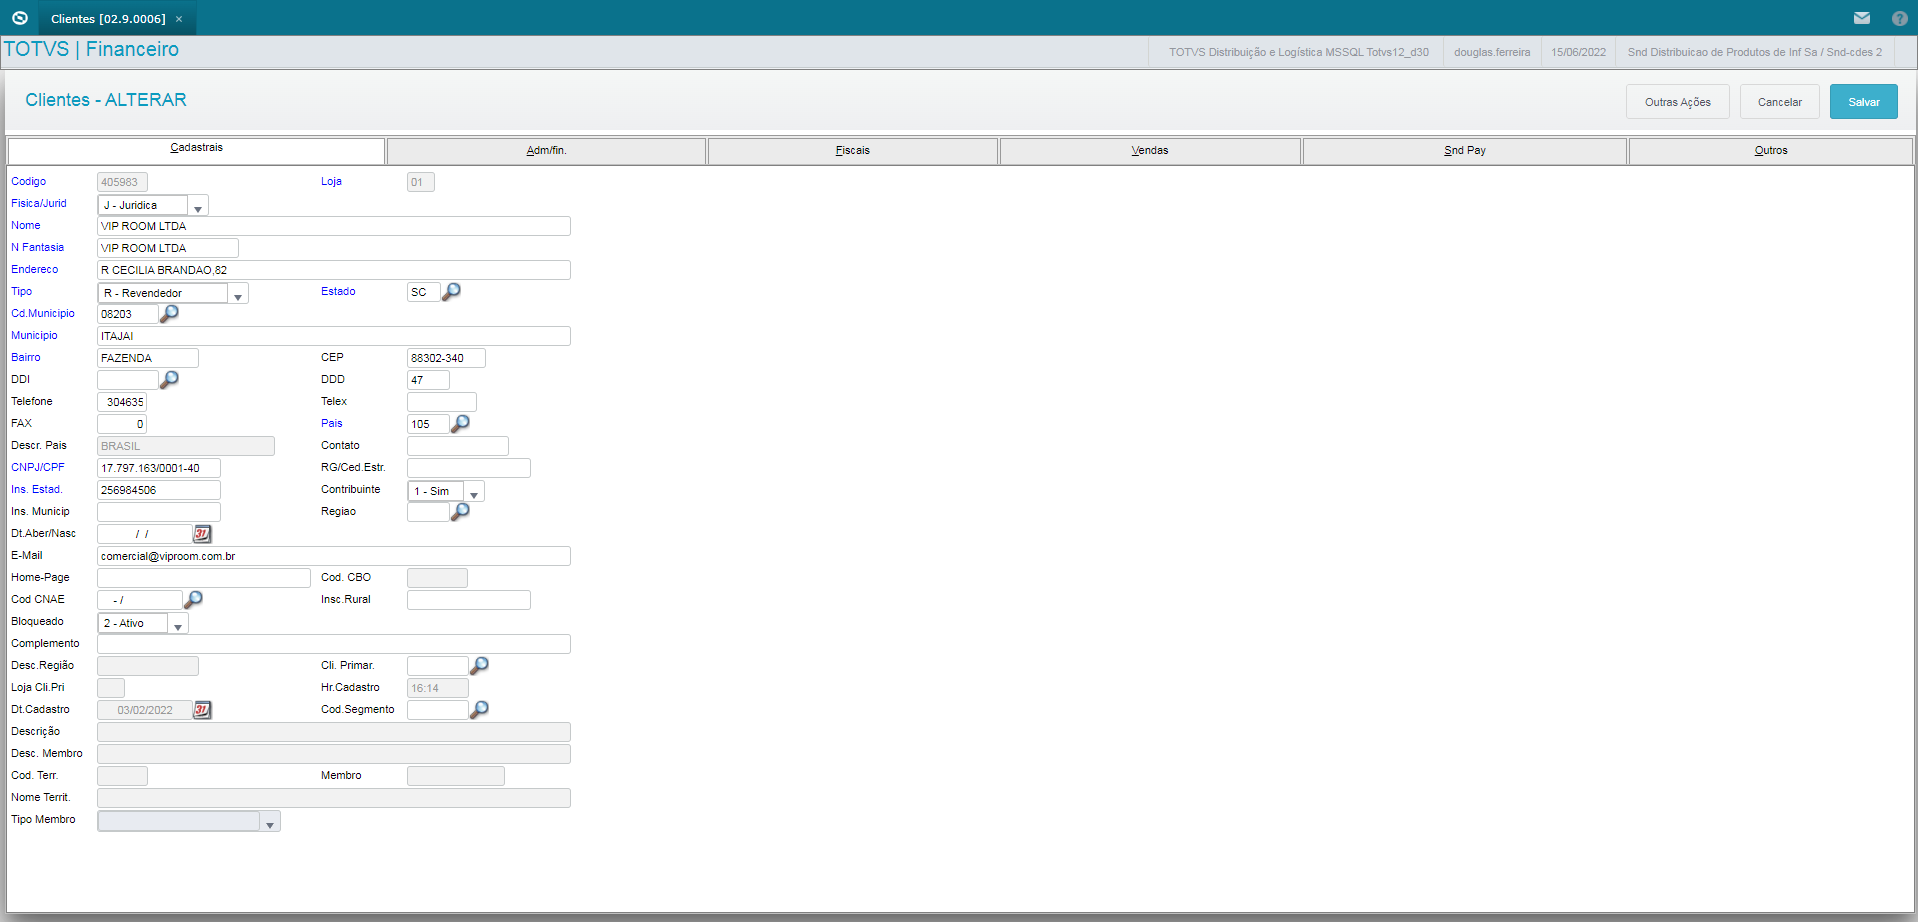 Clientes [02.9.0006] ×
TOTVS | Financeiro
TOTVS Distribuição e Logística MSSQL Totvs12_d30 douglas.ferreira 15/06/2022 Snd Distribuicao de Produtos de Inf Sa / Snd-cdes 2
Clientes - ALTERAR
Outras Ações Cancelar Salvar
Cadastrais Adm/fin. Fiscais Vendas Snd Pay Outros
Codigo 405983 Loja 01
Fisica/Jurid J - Juridica
Nome VIP ROOM LTDA
N Fantasia VIP ROOM LTDA
Endereco R CECILIA BRANDAO,82
Tipo R - Revendedor Estado SC
Cd.Municipio 08203
Municipio ITAJAI
Bairro FAZENDA CEP 88302-340
DDI DDD 47
Telefone 304635 Telex
FAX 0 Pais 105
Descr. Pais BRASIL Contato
CNPJ/CPF 17.797.163/0001-40 RG/Ced.Estr.
Ins. Estad. 256984506 Contribuinte 1 - Sim
Ins. Municip Regiao
Dt.Aber/Nasc / / 31
E-Mail comercial@viproom.com.br
Home-Page Cod. CBO
Cod CNAE - / Insc.Rural
Bloqueado 2 - Ativo
Complemento
Desc.Região Cli. Primar.
Loja Cli.Pri Hr.Cadastro 16:14
Dt.Cadastro 03/02/2022 31 Cod.Segmento
Descrição
Desc. Membro
Cod. Terr. Membro
Nome Territ.
Tipo Membro